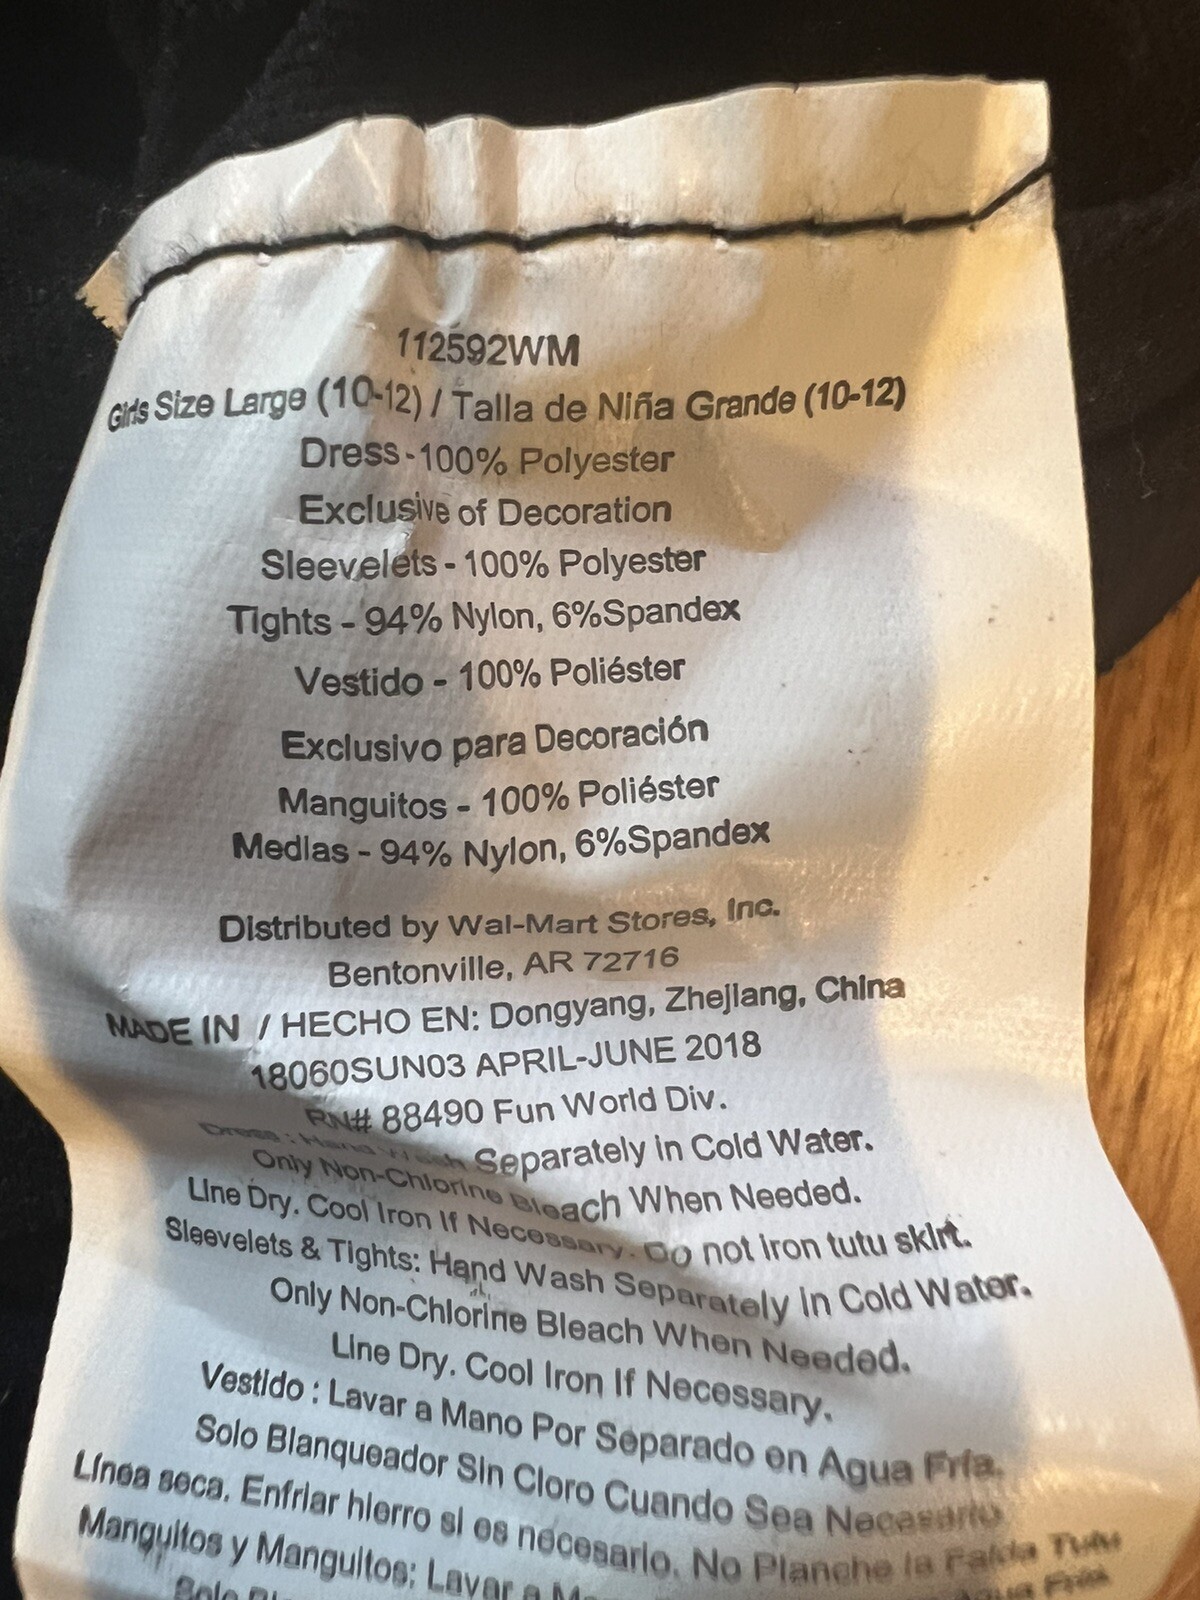 112592WM
Girls Size Large (10-12) / Talla de Niña Grande (10-12)
Dress-100% Polyester
Exclusive of Decoration
Sleevelets - 100% Polyester
Tights - 94% Nylon, 6%Spandex
Vestido - 100% Poliéster
Exclusivo para Decoración
Manguitos - 100% Poliéster
Medias - 94% Nylon, 6%Spandex
Distributed by Wal-Mart Stores, Inc.
Bentonville, AR 72716
MADE IN / HECHO EN: Dongyang, Zhejiang, China
18060SUN03 APRIL-JUNE 2018
RN# 88490 Fun World Div.
Dress : Hand Wash Separately in Cold Water.
Only Non-Chlorine Bleach When Needed.
Line Dry. Cool Iron If Necessary. Do not iron tutu skirt.
Sleevelets & Tights: Hand Wash Separately in Cold Water.
Only Non-Chlorine Bleach When Needed.
Line Dry. Cool Iron If Necessary.
Vestido : Lavar a Mano Por Separado en Agua Fría.
Solo Blanqueador Sin Cloro Cuando Sea Necesario
Línea seca. Enfriar hierro si es necesario. No Planche la Falda Tutu
Manguitos y Manguitos: Lavar a Agua Fría
Solo